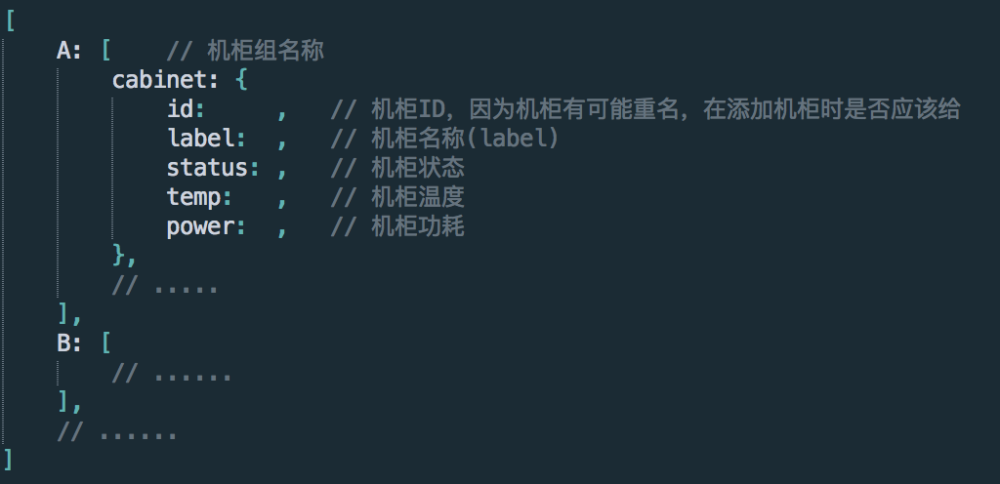 [
    A: [    // 机柜组名称
        cabinet: {
            id:     ,   // 机柜ID，因为机柜有可能重名，在添加机柜时是否应该给
            label:  ,   // 机柜名称(label)
            status: ,   // 机柜状态
            temp:   ,   // 机柜温度
            power:  ,   // 机柜功耗
        },
        // .....
    ],
    B: [
        // ......
    ],
    // ......
]